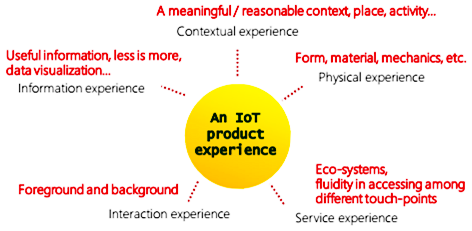 A meaningful / reasonable context, place, activity...
Contextual experience
Useful information, less is more,
data visualization...
Information experience
Form, material, mechanics, etc.
Physical experience
An IoT
product
experience
Foreground and background
Interaction experience
Eco-systems,
fluidity in accessing among
different touch-points
Service experience